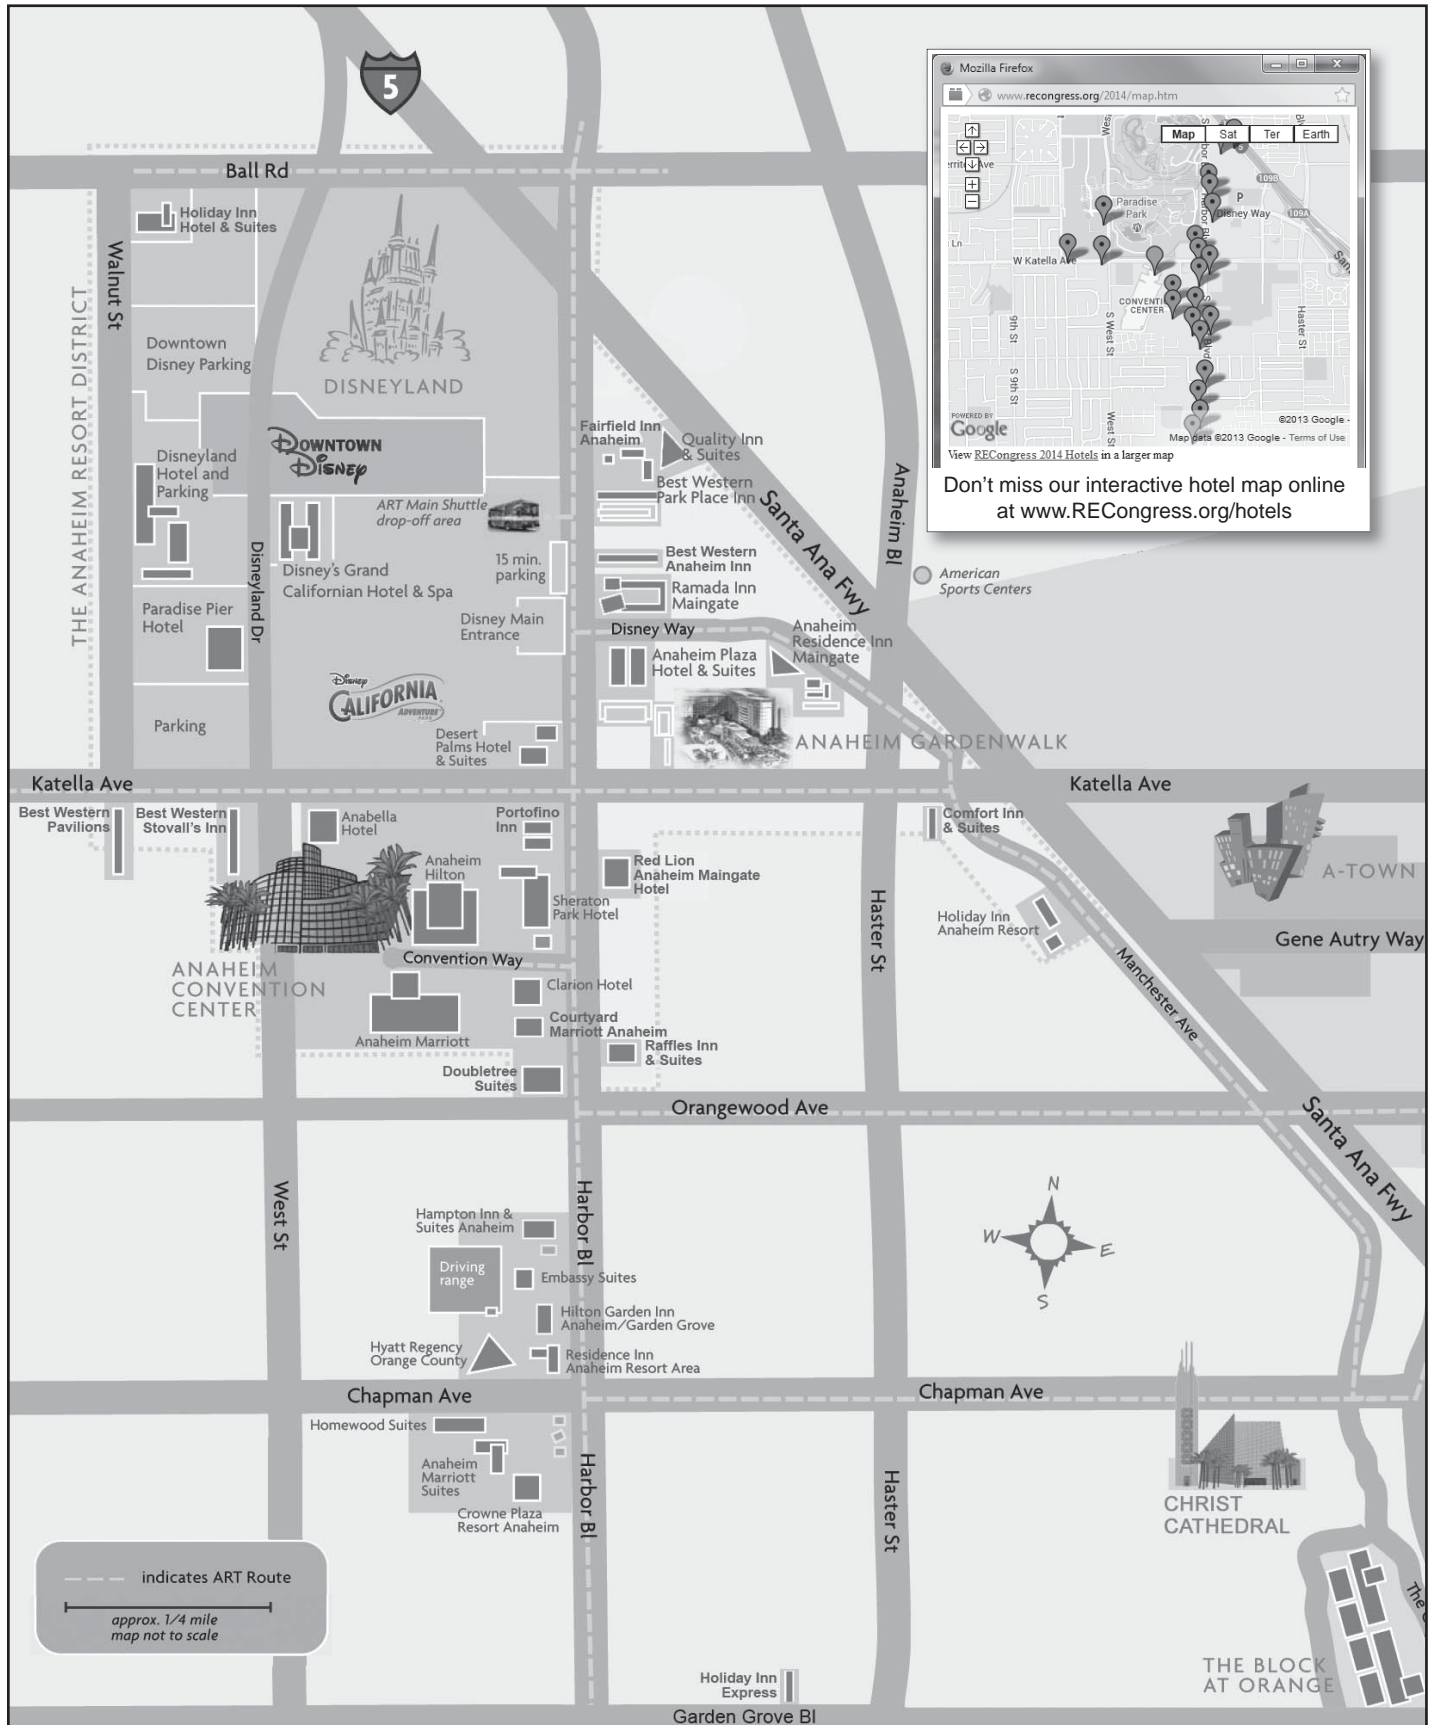 5
Mozilla Firefox
www.recongress.org/2014/map.htm
Map
Sat
Ter
Earth
109B
P
Paradise
Park
Disney Way
109A
Ln
W Katella Ave
CONVENTI
CENTER
9th St
S West St
Haster St
S 9th St
West St
POWERED BY
Google
©2013 Google -
Map data ©2013 Google - Terms of Use
View RECongress 2014 Hotels in a larger map
Don't miss our interactive hotel map online
at www.RECongress.org/hotels
Ball Rd
Holiday Inn
Hotel & Suites
Walnut St
THE ANAHEIM RESORT DISTRICT
Downtown
Disney Parking
DISNEYLAND
DOWNTOWN
DISNEY
Disneyland
Hotel and
Parking
ART Main Shuttle
drop-off area
Fairfield Inn
Anaheim
Quality Inn
& Suites
Best Western
Park Place Inn
Santa Ana Fwy
Anaheim Bl
Disneyland Dr
Disney's Grand
Californian Hotel & Spa
15 min.
parking
Best Western
Anaheim Inn
Ramada Inn
Maingate
American
Sports Centers
Paradise Pier
Hotel
Disney Main
Entrance
Disney Way
Anaheim
Residence Inn
Maingate
Anaheim Plaza
Hotel & Suites
Disney
CALIFORNIA
ADVENTURE
PARK
Parking
Desert
Palms Hotel
& Suites
ANAHEIM GARDENWALK
Katella Ave
Katella Ave
Best Western
Pavilions
Best Western
Stovall's Inn
Anabella
Hotel
Portofino
Inn
Comfort Inn
& Suites
Anaheim
Hilton
Red Lion
Anaheim Maingate
Hotel
A-TOWN
Sheraton
Park Hotel
Haster St
Holiday Inn
Anaheim Resort
Gene Autry Way
Convention Way
ANAHEIM
CONVENTION
CENTER
Clarion Hotel
Manchester Ave
Courtyard
Marriott Anaheim
Anaheim Marriott
Raffles Inn
& Suites
Doubletree
Suites
Orangewood Ave
Santa Ana Fwy
West St
Harbor Bl
Hampton Inn &
Suites Anaheim
N
W
E
S
Driving
range
Embassy Suites
Hilton Garden Inn
Anaheim/Garden Grove
Hyatt Regency
Orange County
Residence Inn
Anaheim Resort Area
Chapman Ave
Chapman Ave
Homewood Suites
Anaheim
Marriott
Suites
Harbor Bl
Haster St
Crowne Plaza
Resort Anaheim
CHRIST
CATHEDRAL
indicates ART Route
approx. 1/4 mile
map not to scale
The
THE BLOCK
AT ORANGE
Holiday Inn
Express
Garden Grove Bl